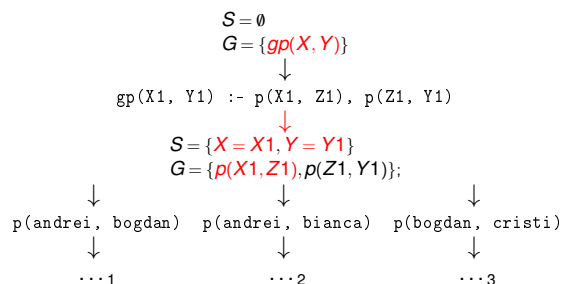 S = ∅
G = {gp(X, Y)}
↓
gp(X1, Y1) :- p(X1, Z1), p(Z1, Y1)
↓
S = {X = X1, Y = Y1}
G = {p(X1, Z1), p(Z1, Y1)};
↓ ↓ ↓
p(andrei, bogdan) p(andrei, bianca) p(bogdan, cristi)
↓ ↓ ↓
⋯1 ⋯2 ⋯3